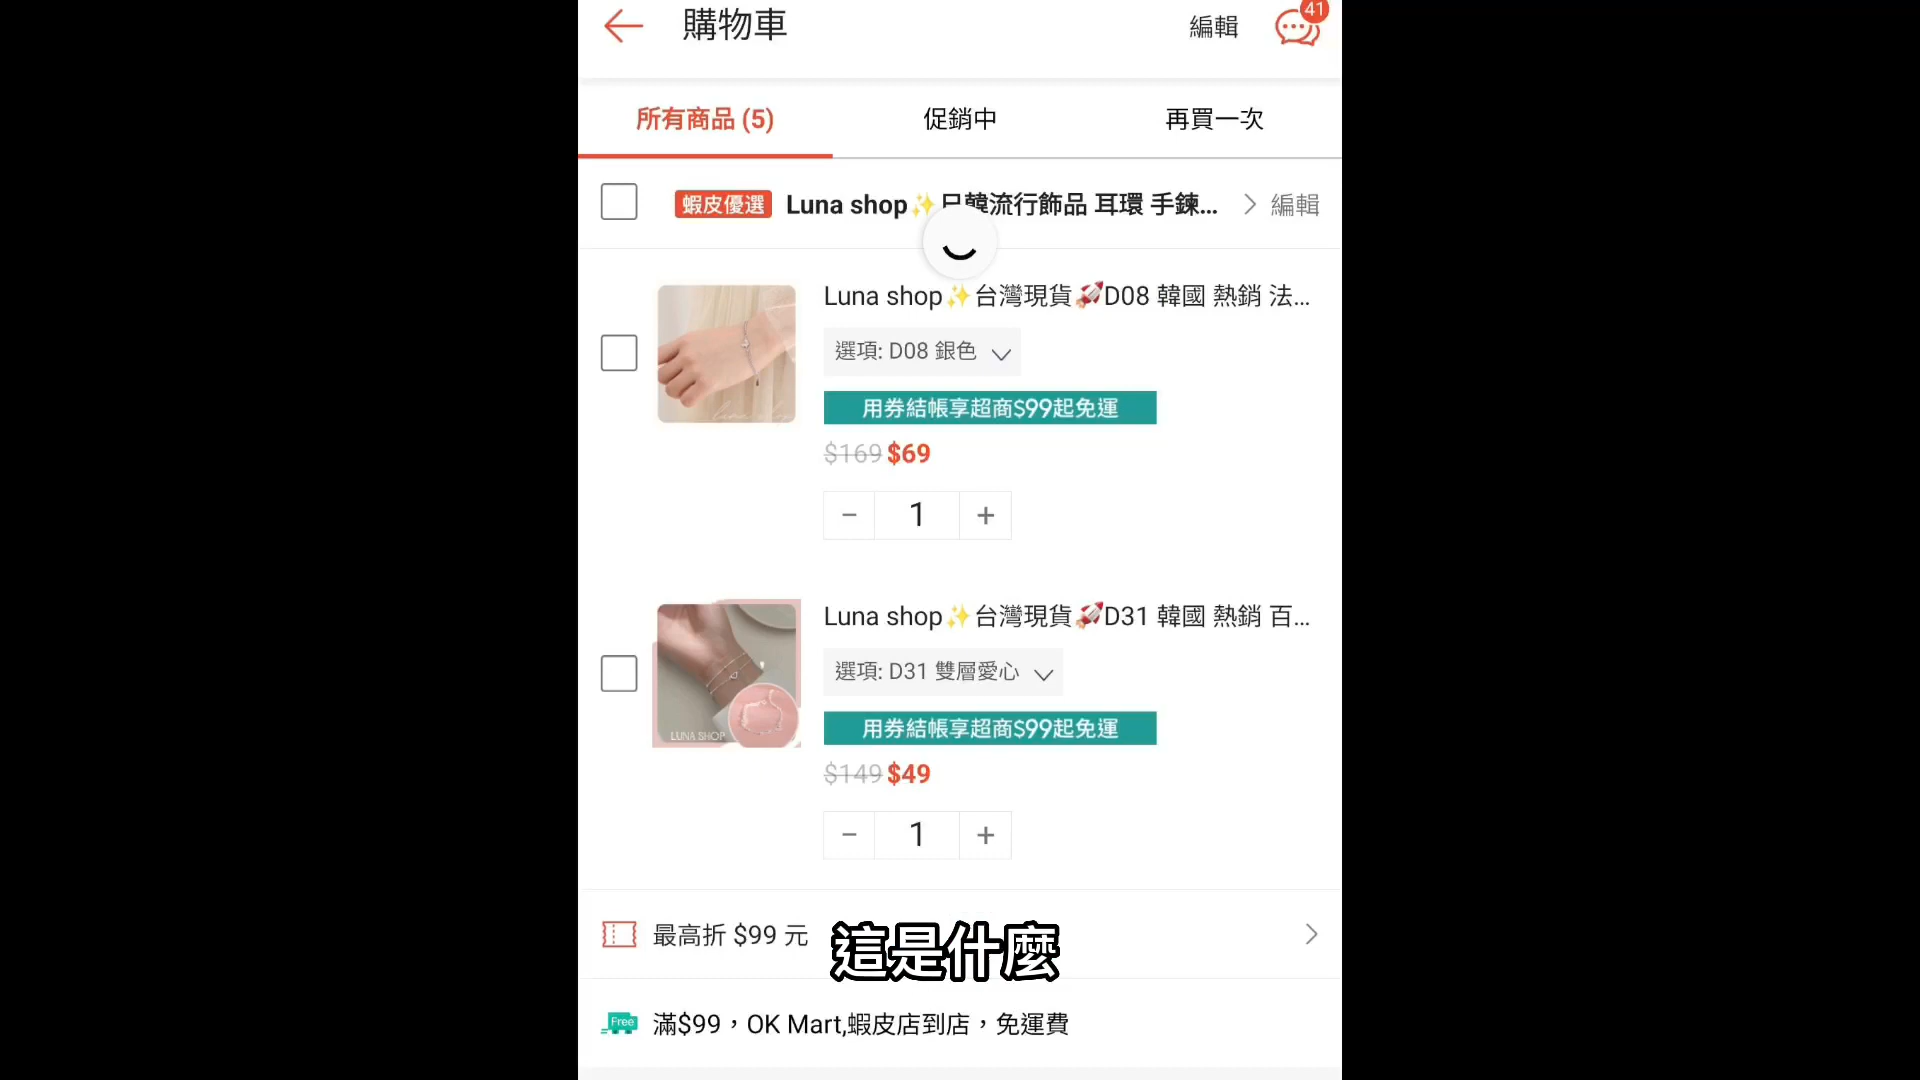 購物車
編輯
41
所有商品 (5)
促銷中
再買一次
蝦皮優選 Luna shop✨日韓流行飾品 耳環 手鍊...
編輯
Luna shop✨台灣現貨🚀D08 韓國 熱銷 法...
選項: D08 銀色
用券結帳享超商$99起免運
$169 $69
− 1 +
Luna shop✨台灣現貨🚀D31 韓國 熱銷 百...
選項: D31 雙層愛心
LUNA SHOP
用券結帳享超商$99起免運
$149 $49
− 1 +
最高折 $99 元
這是什麼
Free 滿$99，OK Mart,蝦皮店到店，免運費